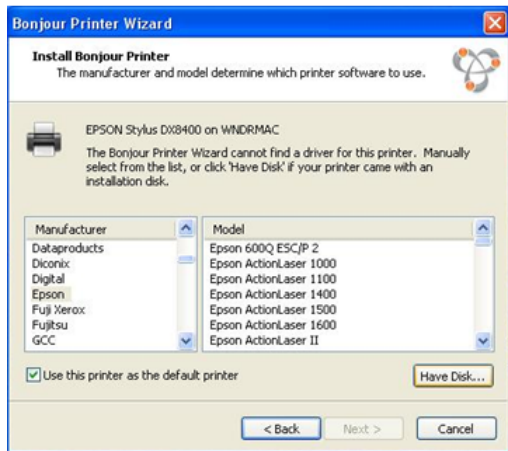 Bonjour Printer Wizard
Install Bonjour Printer
The manufacturer and model determine which printer software to use.
EPSON Stylus DX8400 on WNDRMAC
The Bonjour Printer Wizard cannot find a driver for this printer. Manually
select from the list, or click 'Have Disk' if your printer came with an
installation disk.
Manufacturer
Dataproducts
Diconix
Digital
Epson
Fuji Xerox
Fujitsu
GCC
Model
Epson 600Q ESC/P 2
Epson ActionLaser 1000
Epson ActionLaser 1100
Epson ActionLaser 1400
Epson ActionLaser 1500
Epson ActionLaser 1600
Epson ActionLaser II
Use this printer as the default printer
Have Disk...
< Back
Next >
Cancel